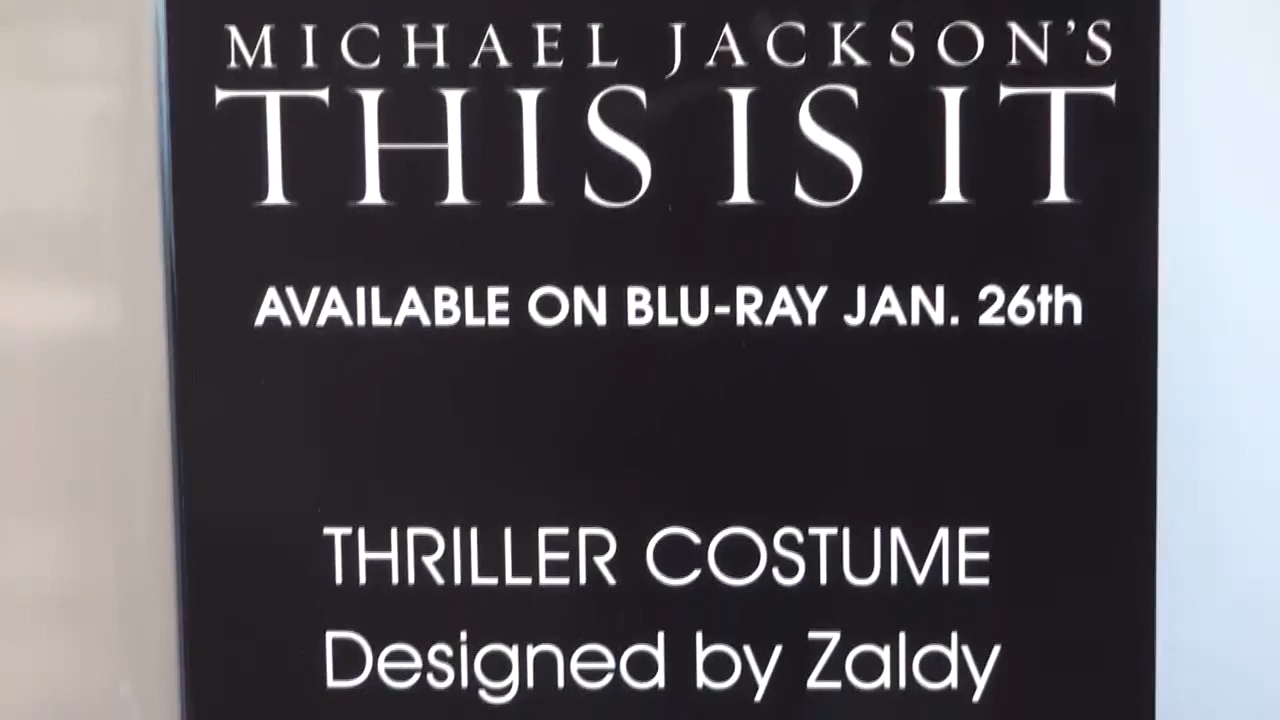 MICHAEL JACKSON'S
THIS IS IT
AVAILABLE ON BLU-RAY JAN. 26th
THRILLER COSTUME
Designed by Zaldy